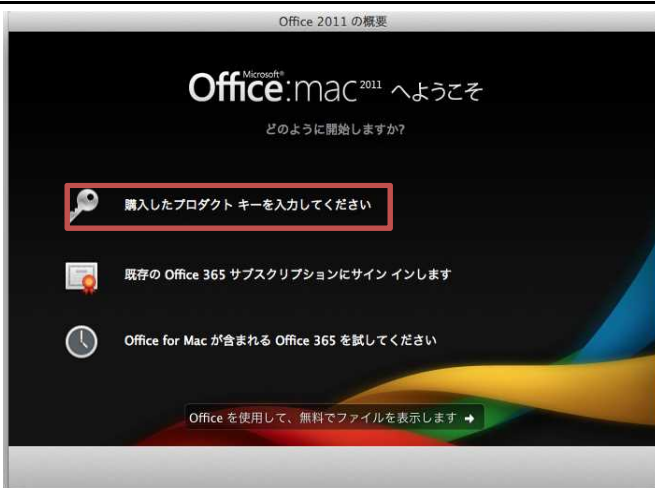 Office 2011 の概要
Microsoft®
Office:mac 2011 へようこそ
どのように開始しますか?
購入したプロダクト キーを入力してください
既存の Office 365 サブスクリプションにサイン インします
Office for Mac が含まれる Office 365 を試してください
Office を使用して、無料でファイルを表示します →